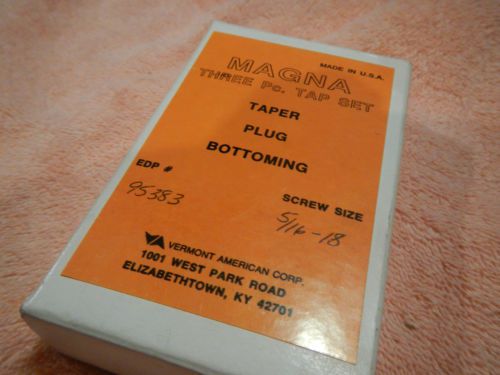 MADE IN U.S.A.
MAGNA
THREE PC. TAP SET
TAPER
PLUG
BOTTOMING
EDP #
95383
SCREW SIZE
5/16-18
VERMONT AMERICAN CORP.
1001 WEST PARK ROAD
ELIZABETHTOWN, KY 42701